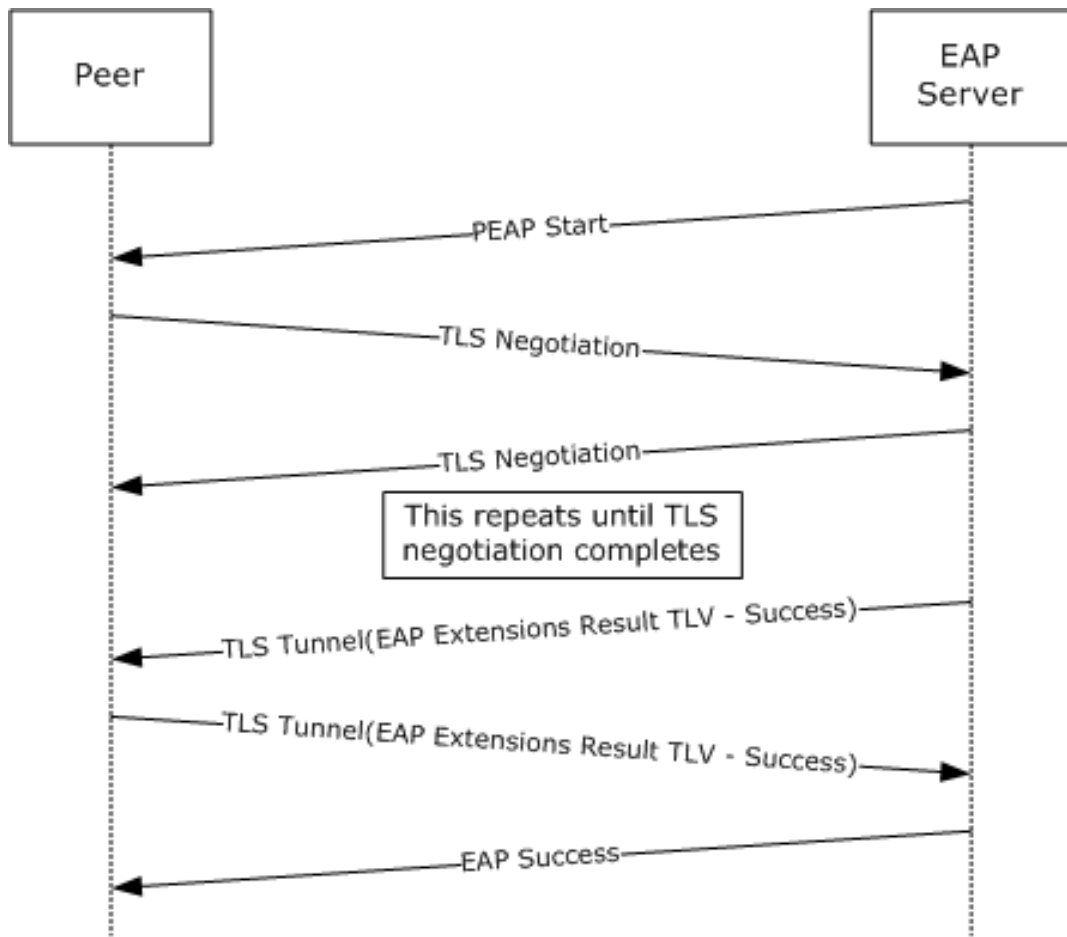 Peer
EAP
Server
PEAP Start
TLS Negotiation
TLS Negotiation
This repeats until TLS
negotiation completes
TLS Tunnel(EAP Extensions Result TLV - Success)
TLS Tunnel(EAP Extensions Result TLV - Success)
EAP Success